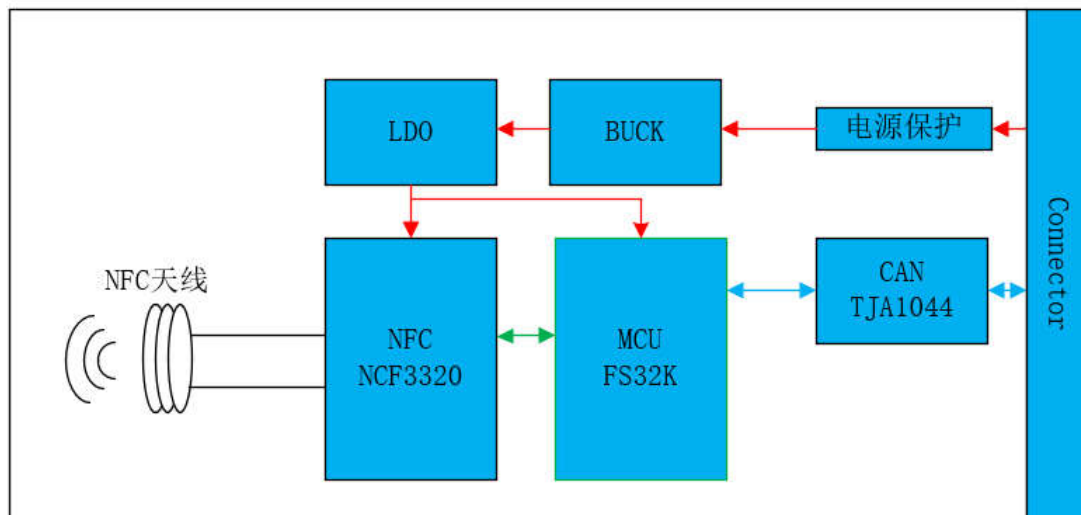 LDO
BUCK
电源保护
Connector
NFC天线
NFC
NCF3320
MCU
FS32K
CAN
TJA1044